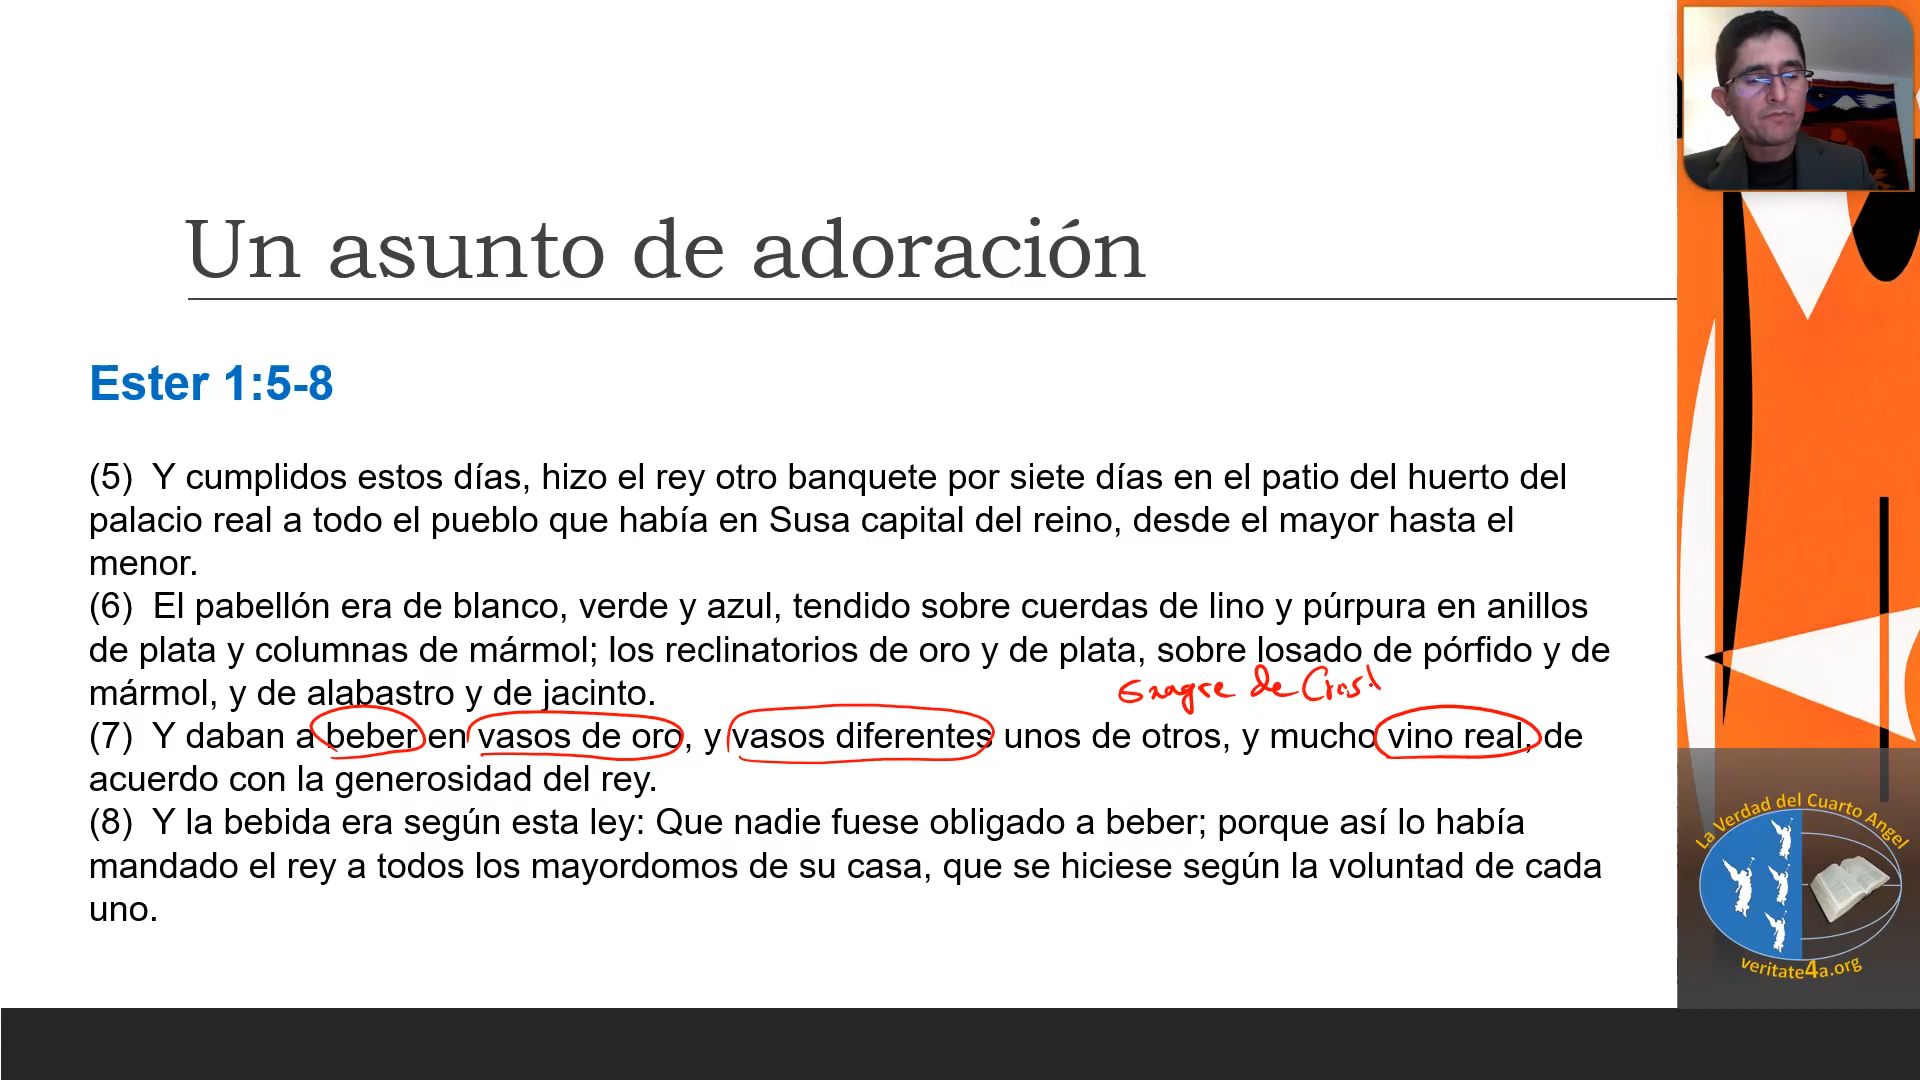 Un asunto de adoración
Ester 1:5-8
(5)  Y cumplidos estos días, hizo el rey otro banquete por siete días en el patio del huerto del
palacio real a todo el pueblo que había en Susa capital del reino, desde el mayor hasta el
menor.
(6)  El pabellón era de blanco, verde y azul, tendido sobre cuerdas de lino y púrpura en anillos
de plata y columnas de mármol; los reclinatorios de oro y de plata, sobre losado de pórfido y de
mármol, y de alabastro y de jacinto.
de
(7)  Y daban a beber en vasos de oro, y vasos diferentes unos de otros, y mucho vino real, de
acuerdo con la generosidad del rey.
(8)  Y la bebida era según esta ley: Que nadie fuese obligado a beber; porque así lo había
mandado el rey a todos los mayordomos de su casa, que se hiciese según la voluntad de cada
uno.
La Verdad del Cuarto Angel
veritate4a.org